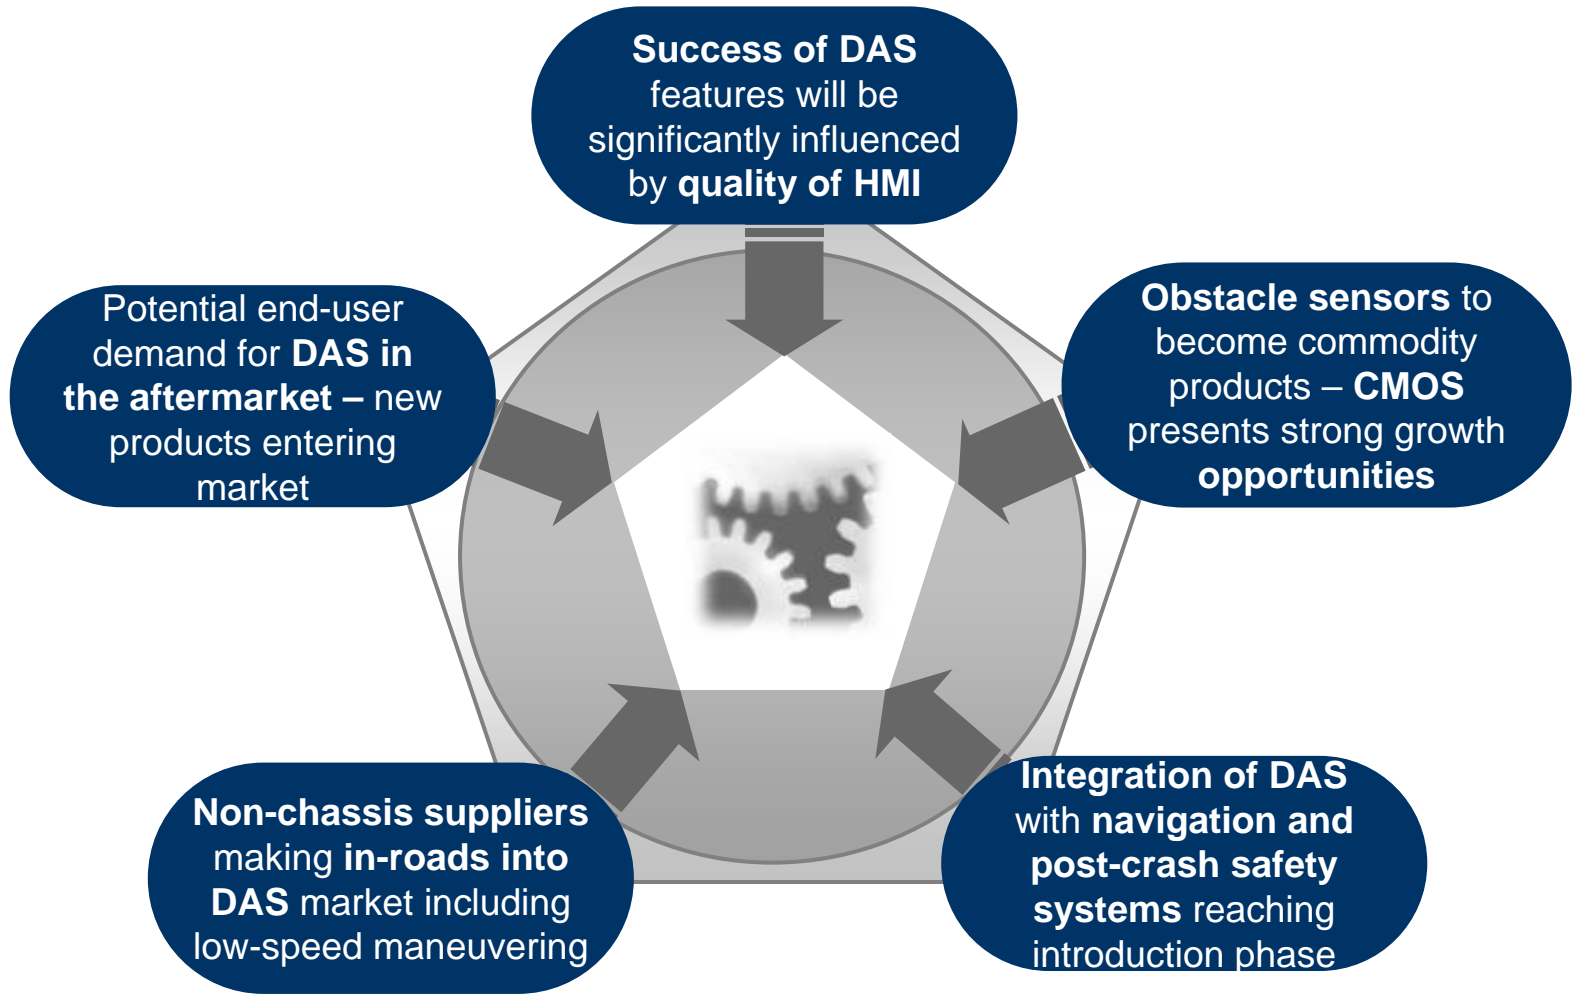 Success of DAS
features will be
significantly influenced
by quality of HMI
Potential end-user
demand for DAS in
the aftermarket – new
products entering
market
Obstacle sensors to
become commodity
products – CMOS
presents strong growth
opportunities
Non-chassis suppliers
making in-roads into
DAS market including
low-speed maneuvering
Integration of DAS
with navigation and
post-crash safety
systems reaching
introduction phase